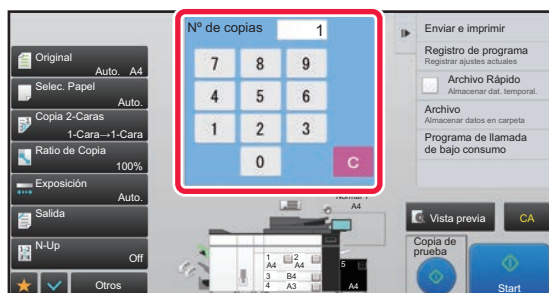 Original
Auto. A4
Selec. Papel
Auto.
Copia 2-Caras
1-Cara→1-Cara
Ratio de Copia
100%
Exposición
Auto.
Salida
N-Up
Off
Otros
Nº de copias 1
7 8 9
4 5 6
1 2 3
0 C
A4
1 A4
2 A4
3 B4
4 A3
5 A4
Enviar e imprimir
Registro de programa
Registrar ajustes actuales
Archivo Rápido
Almacenar dat. temporal.
Archivo
Almacenar datos en carpeta
Programa de llamada
de bajo consumo
Vista previa
CA
Copia de
prueba
Start